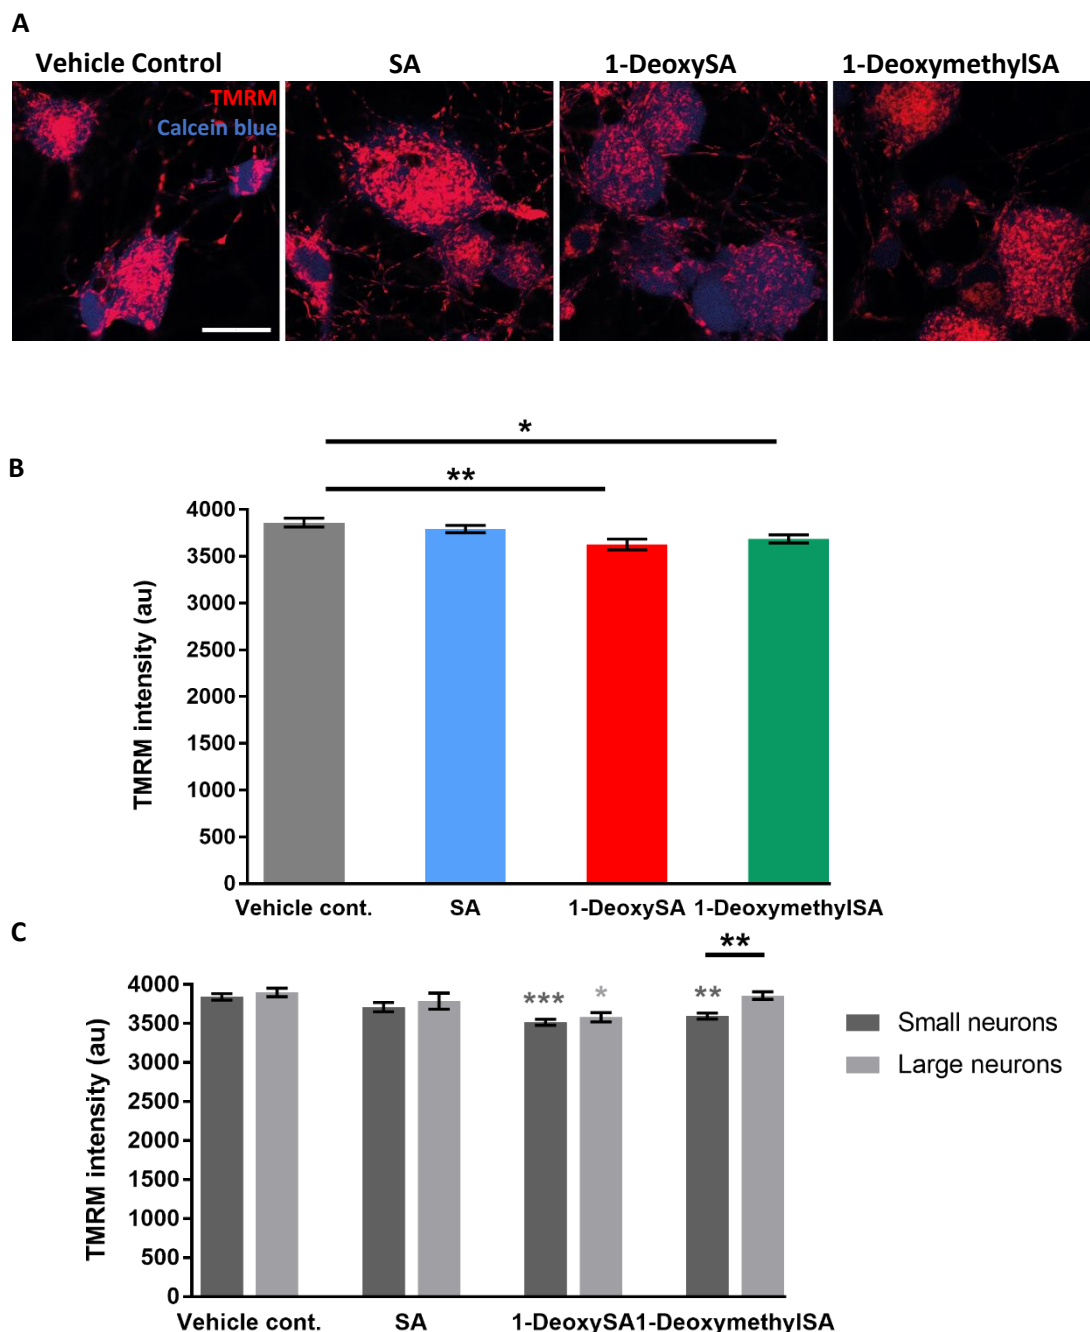 A
Vehicle Control SA 1-DeoxySA 1-DeoxymethylSA
TMRM
Calcein blue
*
B
**
4000
3500
3000
2500
2000
1500
1000
500
0
TMRM intensity (au)
Vehicle cont. SA 1-DeoxySA 1-DeoxymethylSA
C
**
4000
3500
3000
2500
2000
1500
1000
500
0
TMRM intensity (au)
*** * **
Small neurons
Large neurons
Vehicle cont. SA 1-DeoxySA 1-DeoxymethylSA